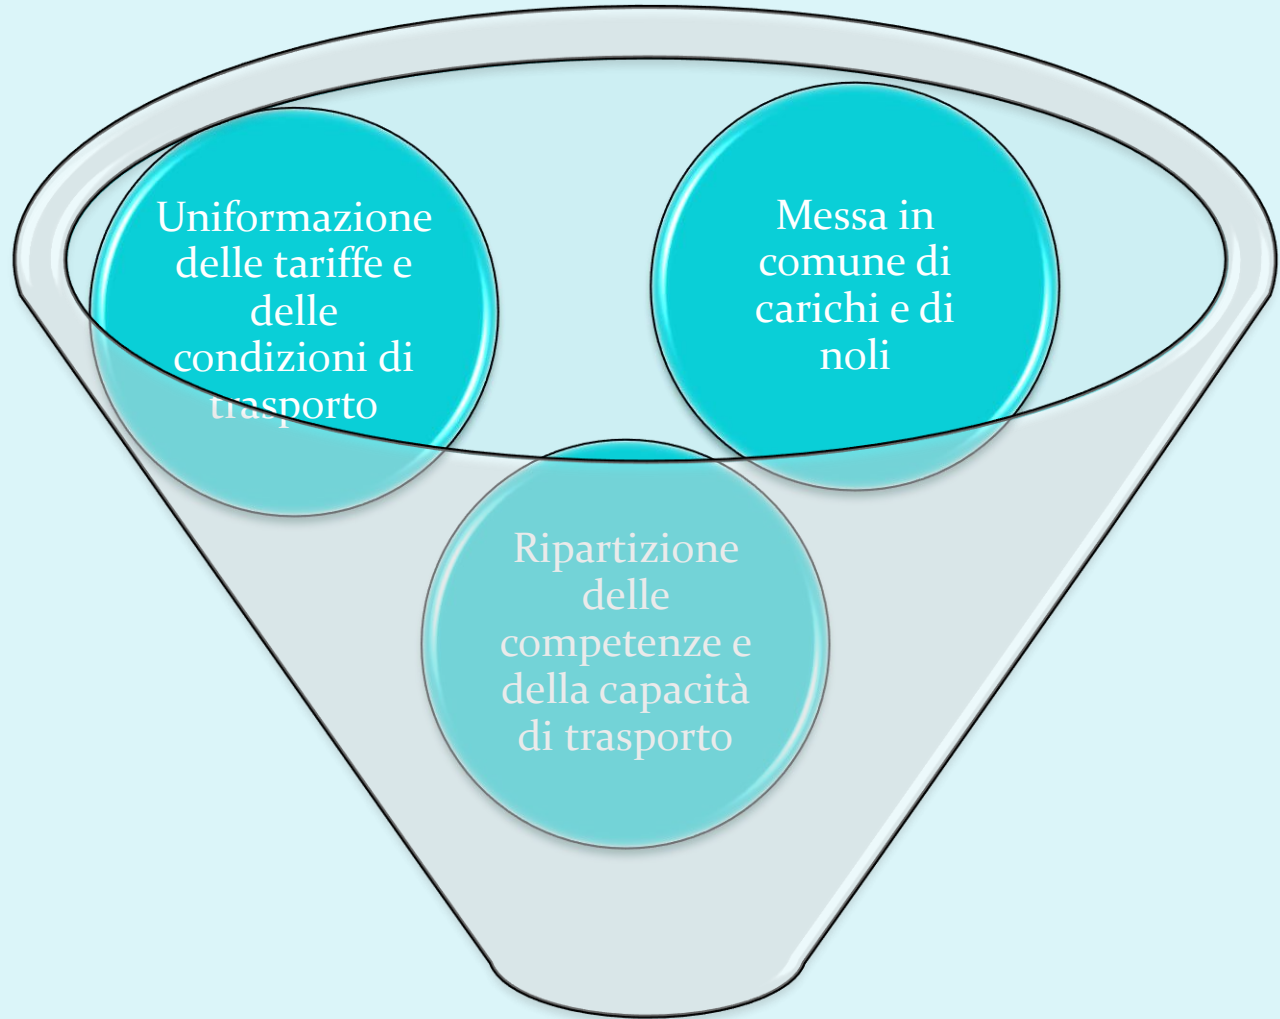 Uniformazione
delle tariffe e
delle
condizioni di
trasporto
Messa in
comune di
carichi e di
noli
Ripartizione
delle
competenze e
della capacità
di trasporto